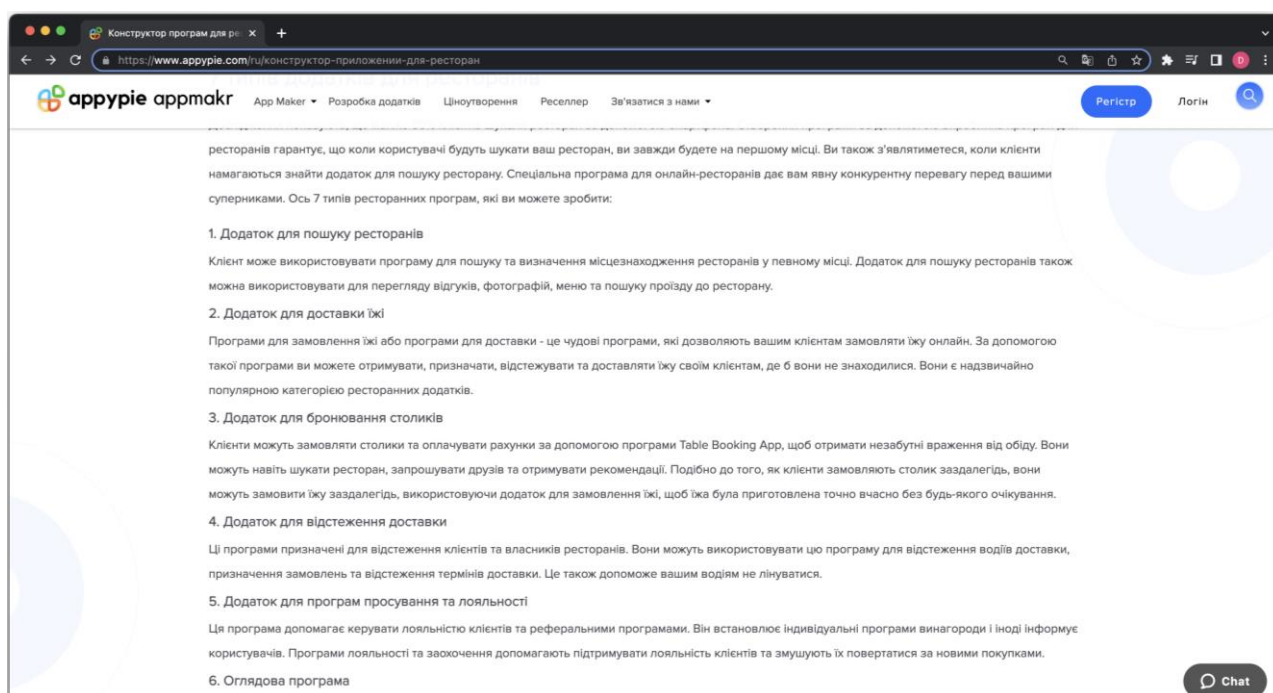 Конструктор програм для ре
https://www.appypie.com/ru/конструктор-приложении-для-ресторан
7 типів додатків для ресторанів
appypie appmakr
App Maker Розробка додатків Ціноутворення Реселлер Зв'язатися з нами
Регістр Логін
ресторанів гарантує, що коли користувачі будуть шукати ваш ресторан, ви завжди будете на першому місці. Ви також з'являтиметеся, коли клієнти
намагаються знайти додаток для пошуку ресторану. Спеціальна програма для онлайн-ресторанів дає вам явну конкурентну перевагу перед вашими
суперниками. Ось 7 типів ресторанних програм, які ви можете зробити:
1. Додаток для пошуку ресторанів
Клієнт може використовувати програму для пошуку та визначення місцезнаходження ресторанів у певному місці. Додаток для пошуку ресторанів також
можна використовувати для перегляду відгуків, фотографій, меню та пошуку проїзду до ресторану.
2. Додаток для доставки їжі
Програми для замовлення їжі або програми для доставки - це чудові програми, які дозволяють вашим клієнтам замовляти їжу онлайн. За допомогою
такої програми ви можете отримувати, призначати, відстежувати та доставляти їжу своїм клієнтам, де б вони не знаходилися. Вони є надзвичайно
популярною категорією ресторанних додатків.
3. Додаток для бронювання столиків
Клієнти можуть замовляти столики та оплачувати рахунки за допомогою програми Table Booking App, щоб отримати незабутні враження від обіду. Вони
можуть навіть шукати ресторан, запрошувати друзів та отримувати рекомендації. Подібно до того, як клієнти замовляють столик заздалегідь, вони
можуть замовити їжу заздалегідь, використовуючи додаток для замовлення їжі, щоб їжа була приготовлена точно вчасно без будь-якого очікування.
4. Додаток для відстеження доставки
Ці програми призначені для відстеження клієнтів та власників ресторанів. Вони можуть використовувати цю програму для відстеження водіїв доставки,
призначення замовлень та відстеження термінів доставки. Це також допоможе вашим водіям не лінуватися.
5. Додаток для програм просування та лояльності
Ця програма допомагає керувати лояльністю клієнтів та реферальними програмами. Він встановлює індивідуальні програми винагороди і іноді інформує
користувачів. Програми лояльності та заохочення допомагають підтримувати лояльність клієнтів та змушують їх повертатися за новими покупками.
6. Оглядова програма
Chat